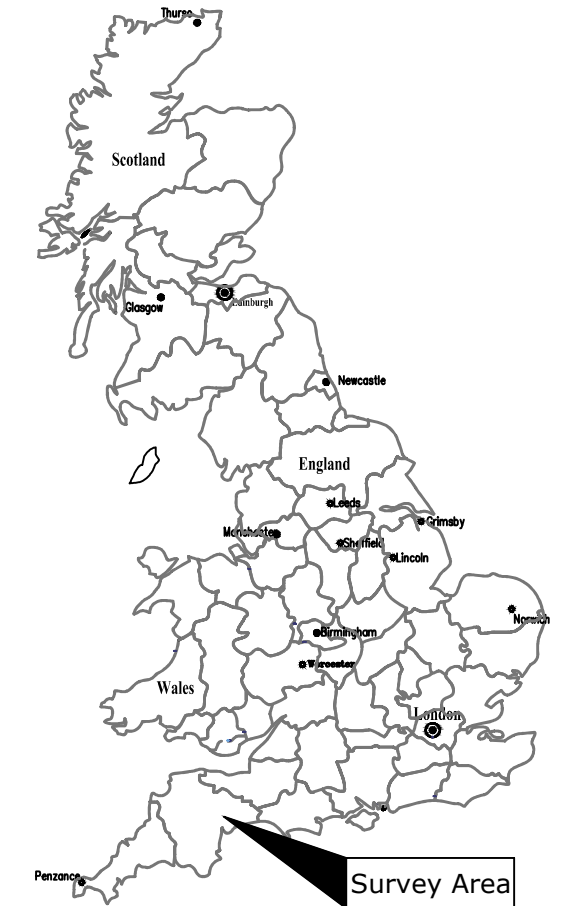 Thurso
Scotland
Edinburgh
Glasgow
Newcastle
England
Leeds
Grimsby
Manchester
Sheffield
Lincoln
Norwich
Birmingham
Worcester
Wales
London
Penzance
Survey Area